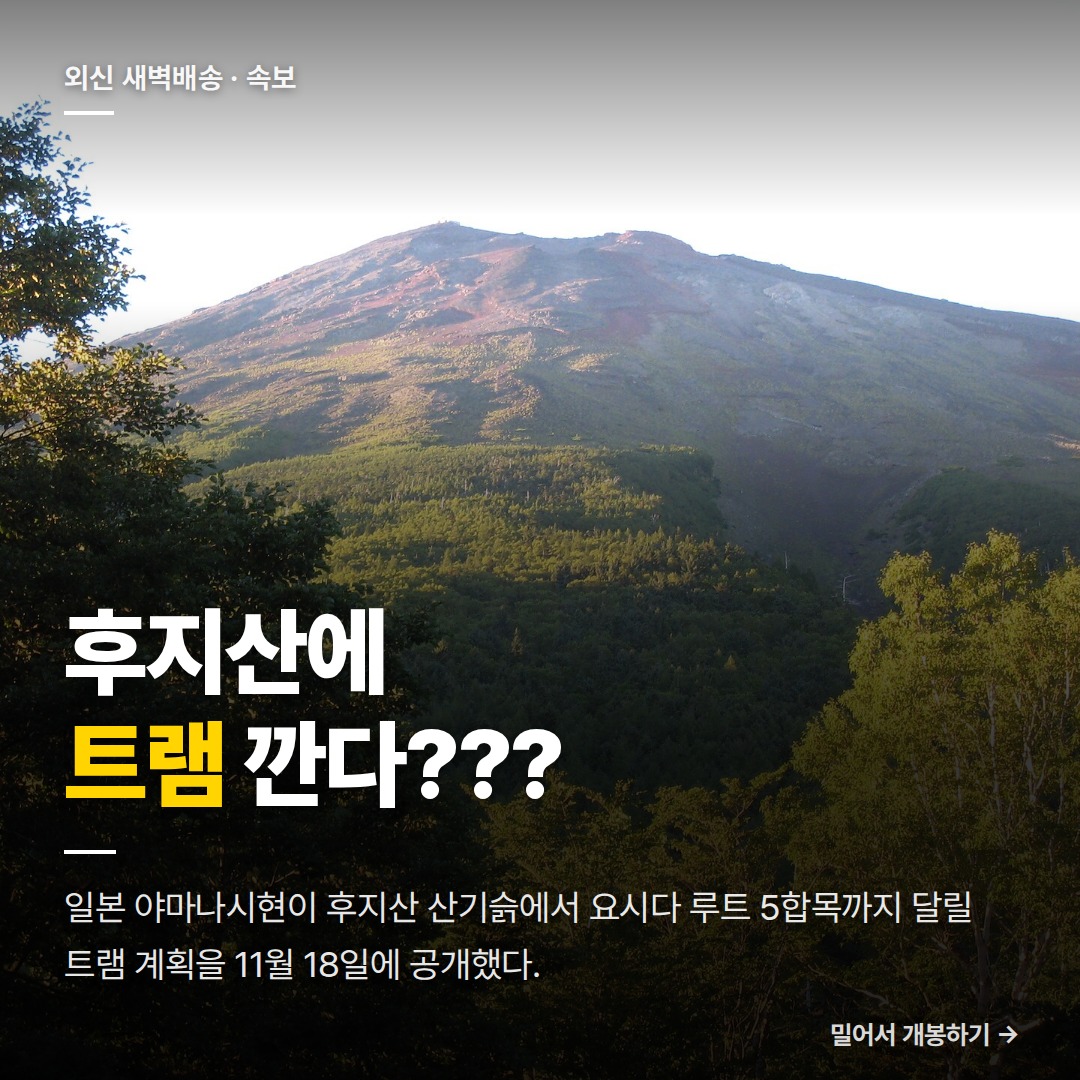 외신 새벽배송 · 속보
후지산에
트램 깐다???
일본 야마나시현이 후지산 산기슭에서 요시다 루트 5합목까지 달릴
트램 계획을 11월 18일에 공개했다.
밀어서 개봉하기 →